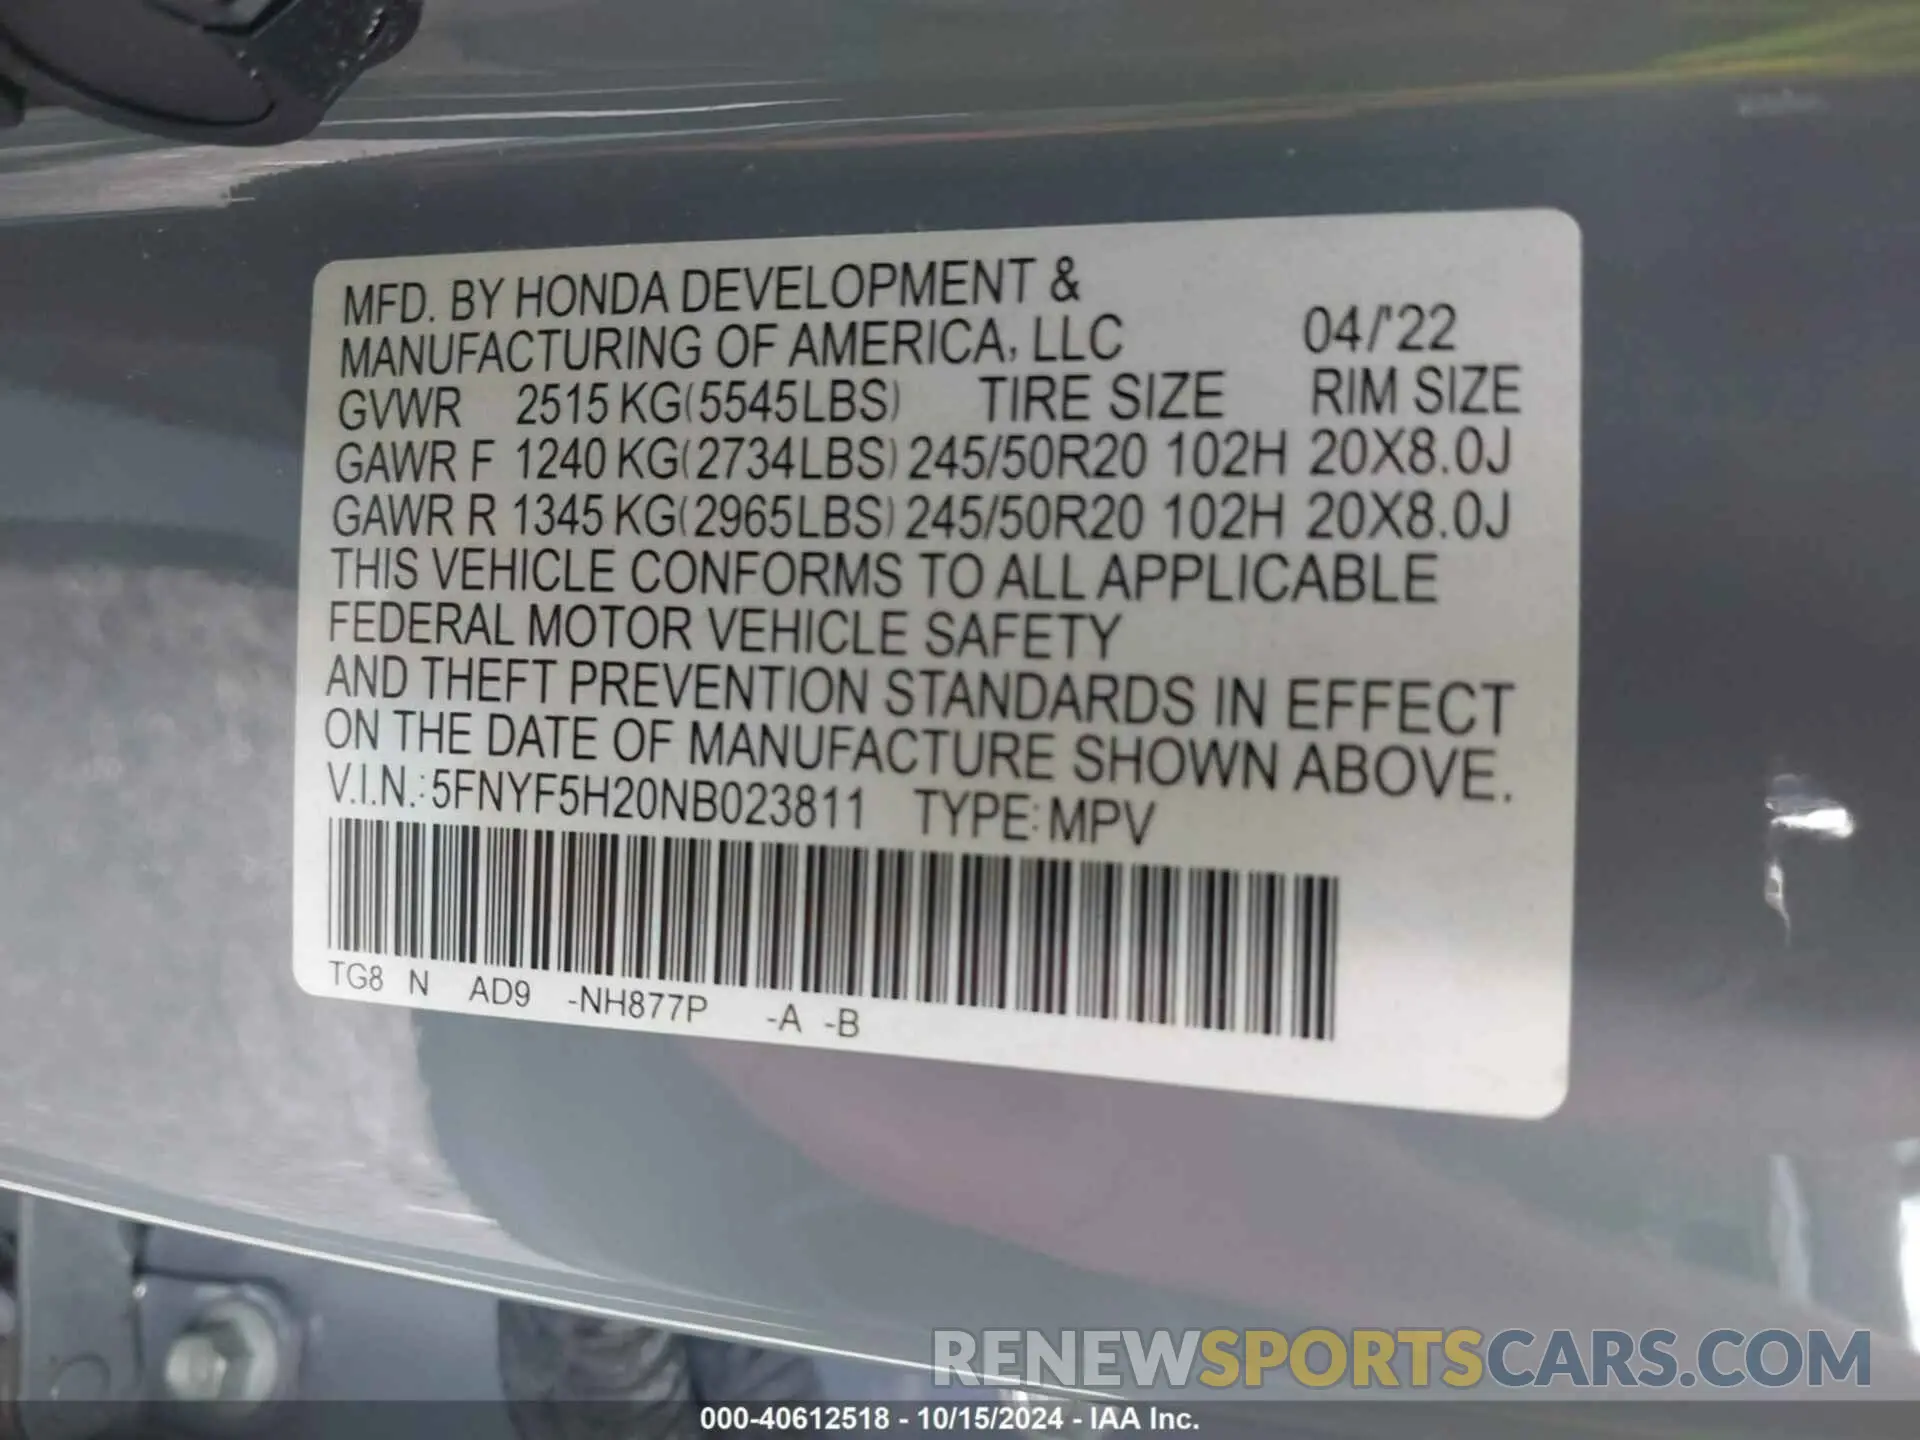 MFD. BY HONDA DEVELOPMENT &
MANUFACTURING OF AMERICA, LLC 04/'22
GVWR 2515 KG(5545LBS) TIRE SIZE RIM SIZE
GAWR F 1240 KG(2734LBS) 245/50R20 102H 20X8.0J
GAWR R 1345 KG(2965LBS) 245/50R20 102H 20X8.0J
THIS VEHICLE CONFORMS TO ALL APPLICABLE
FEDERAL MOTOR VEHICLE SAFETY
AND THEFT PREVENTION STANDARDS IN EFFECT
ON THE DATE OF MANUFACTURE SHOWN ABOVE.
V.I.N.: 5FNYF5H20NB023811 TYPE: MPV
TG8 N AD9 -NH877P -A -B
RENEWSPORTSCARS.COM
000-40612518 - 10/15/2024 - IAA Inc.